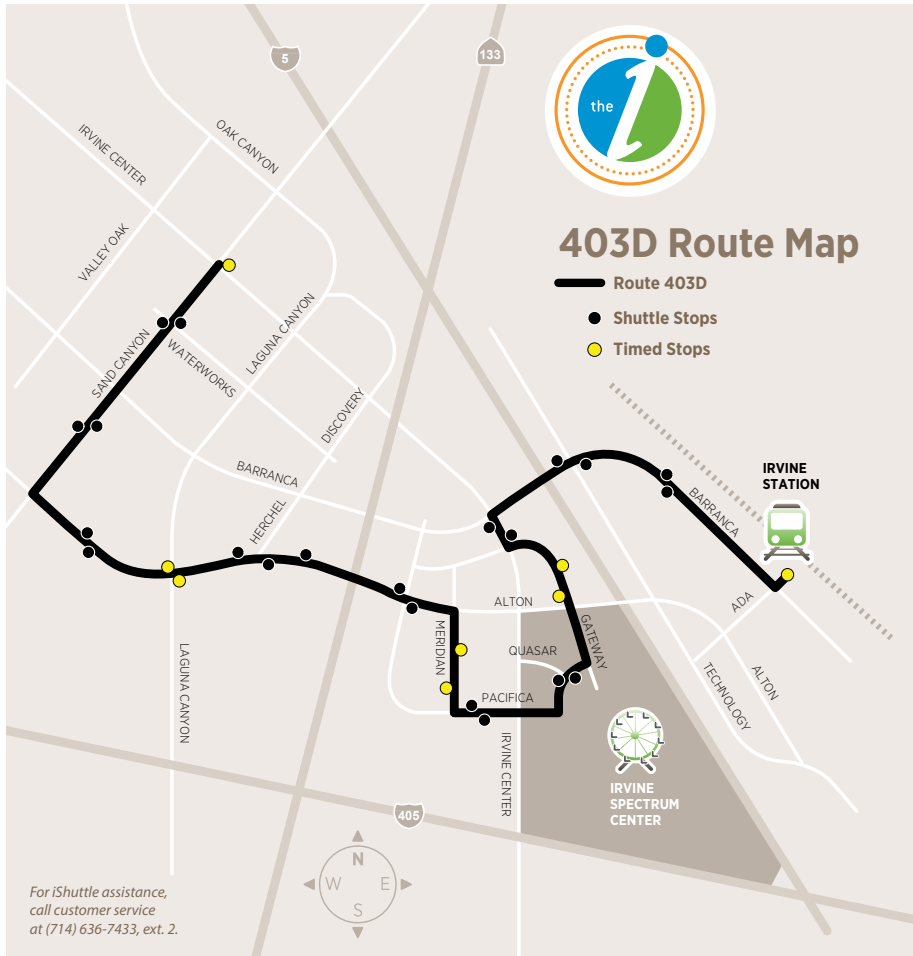 5
133
the i
OAK CANYON
IRVINE CENTER
VALLEY OAK
403D Route Map
Route 403D
Shuttle Stops
Timed Stops
LAGUNA CANYON
SAND CANYON
WATERWORKS
DISCOVERY
BARRANCA
HERCHEL
IRVINE
STATION
BARRANCA
ADA
ALTON
MERIDIAN
QUASAR
GATEWAY
PACIFICA
LAGUNA CANYON
IRVINE CENTER
TECHNOLOGY
ALTON
IRVINE
SPECTRUM
CENTER
405
N
W E
S
For iShuttle assistance,
call customer service
at (714) 636-7433, ext. 2.